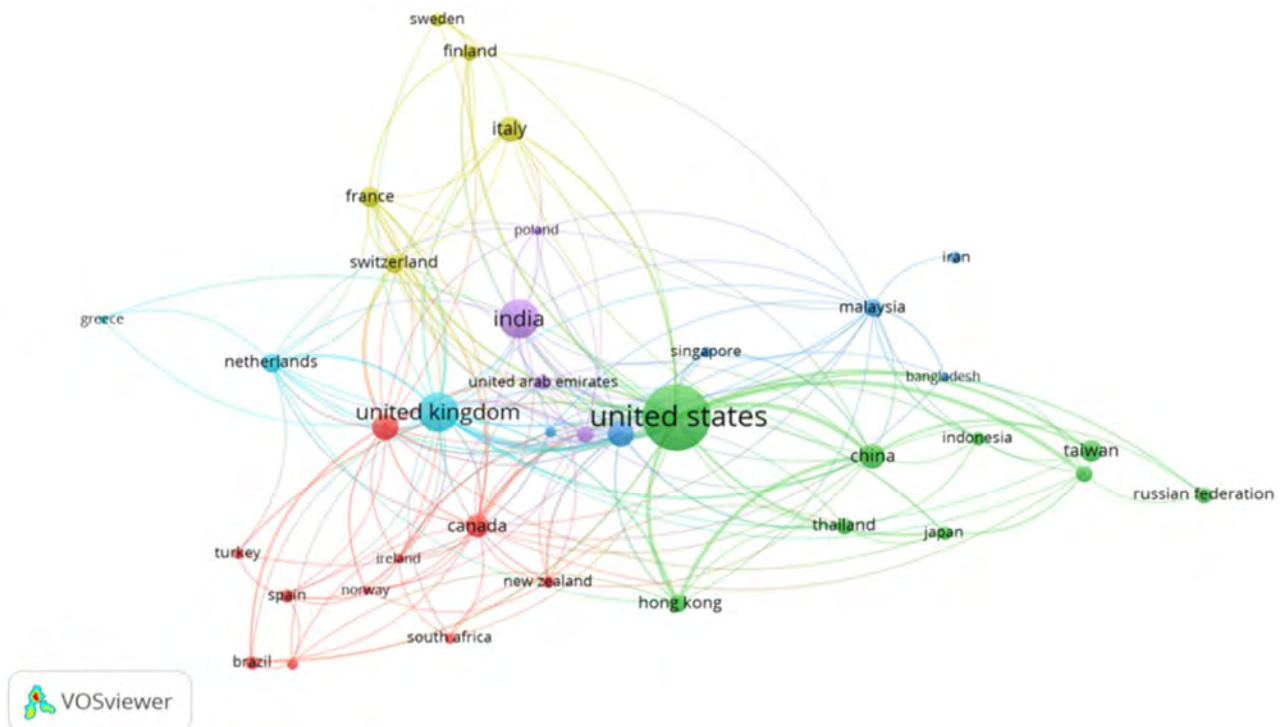 sweden
finland
italy
france
poland
switzerland
iran
malaysia
india
greece
singapore
netherlands
bangladesh
united arab emirates
united kingdom
united states
indonesia
taiwan
china
russian federation
canada
thailand
japan
turkey
ireland
new zealand
norway
spain
hong kong
south africa
brazil
VOSviewer